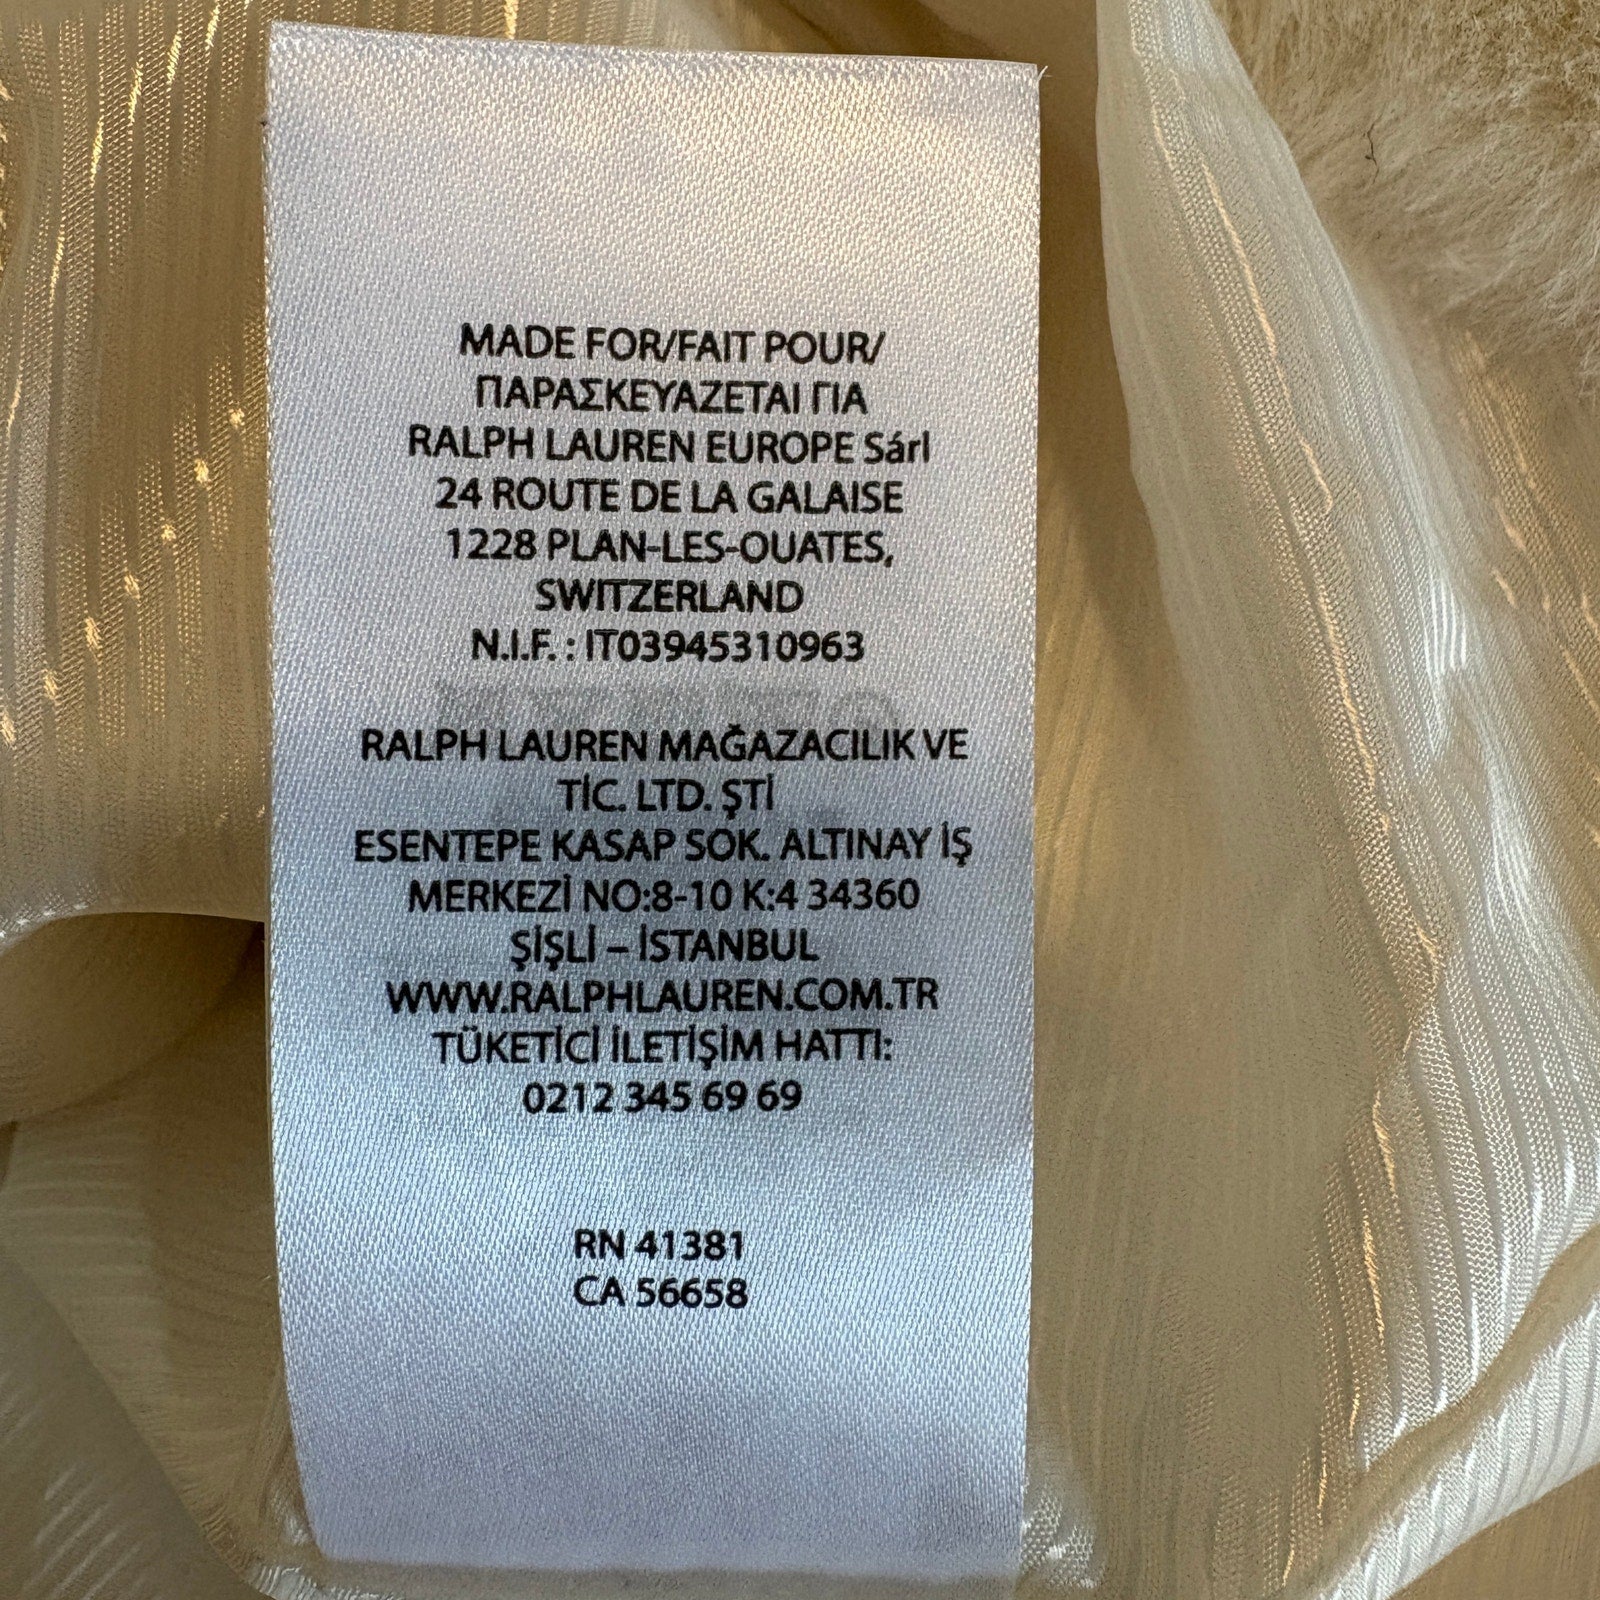 MADE FOR/FAIT POUR/
ΠΑΡΑΣΚΕΥΑΖΕΤΑΙ ΓΙΑ
RALPH LAUREN EUROPE Sárl
24 ROUTE DE LA GALAISE
1228 PLAN-LES-OUATES,
SWITZERLAND
N.I.F. : IT03945310963
RALPH LAUREN MAĞAZACILIK VE
TİC. LTD. ŞTİ
ESENTEPE KASAP SOK. ALTINAY İŞ
MERKEZİ NO:8-10 K:4 34360
ŞİŞLİ – İSTANBUL
WWW.RALPHLAUREN.COM.TR
TÜKETİCİ İLETİŞİM HATTI:
0212 345 69 69
RN 41381
CA 56658